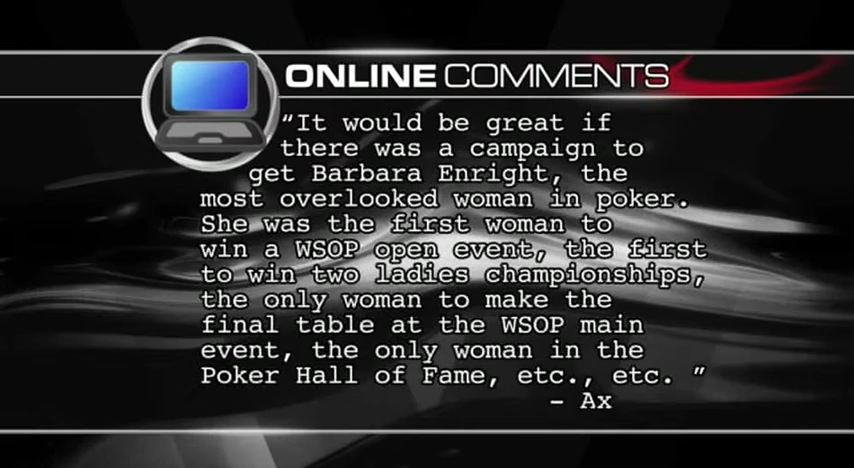 ONLINE COMMENTS
“It would be great if
there was a campaign to
get Barbara Enright, the
most overlooked woman in poker.
She was the first woman to
win a WSOP open event, the first
to win two ladies championships,
the only woman to make the
final table at the WSOP main
event, the only woman in the
Poker Hall of Fame, etc., etc. ”
- Ax